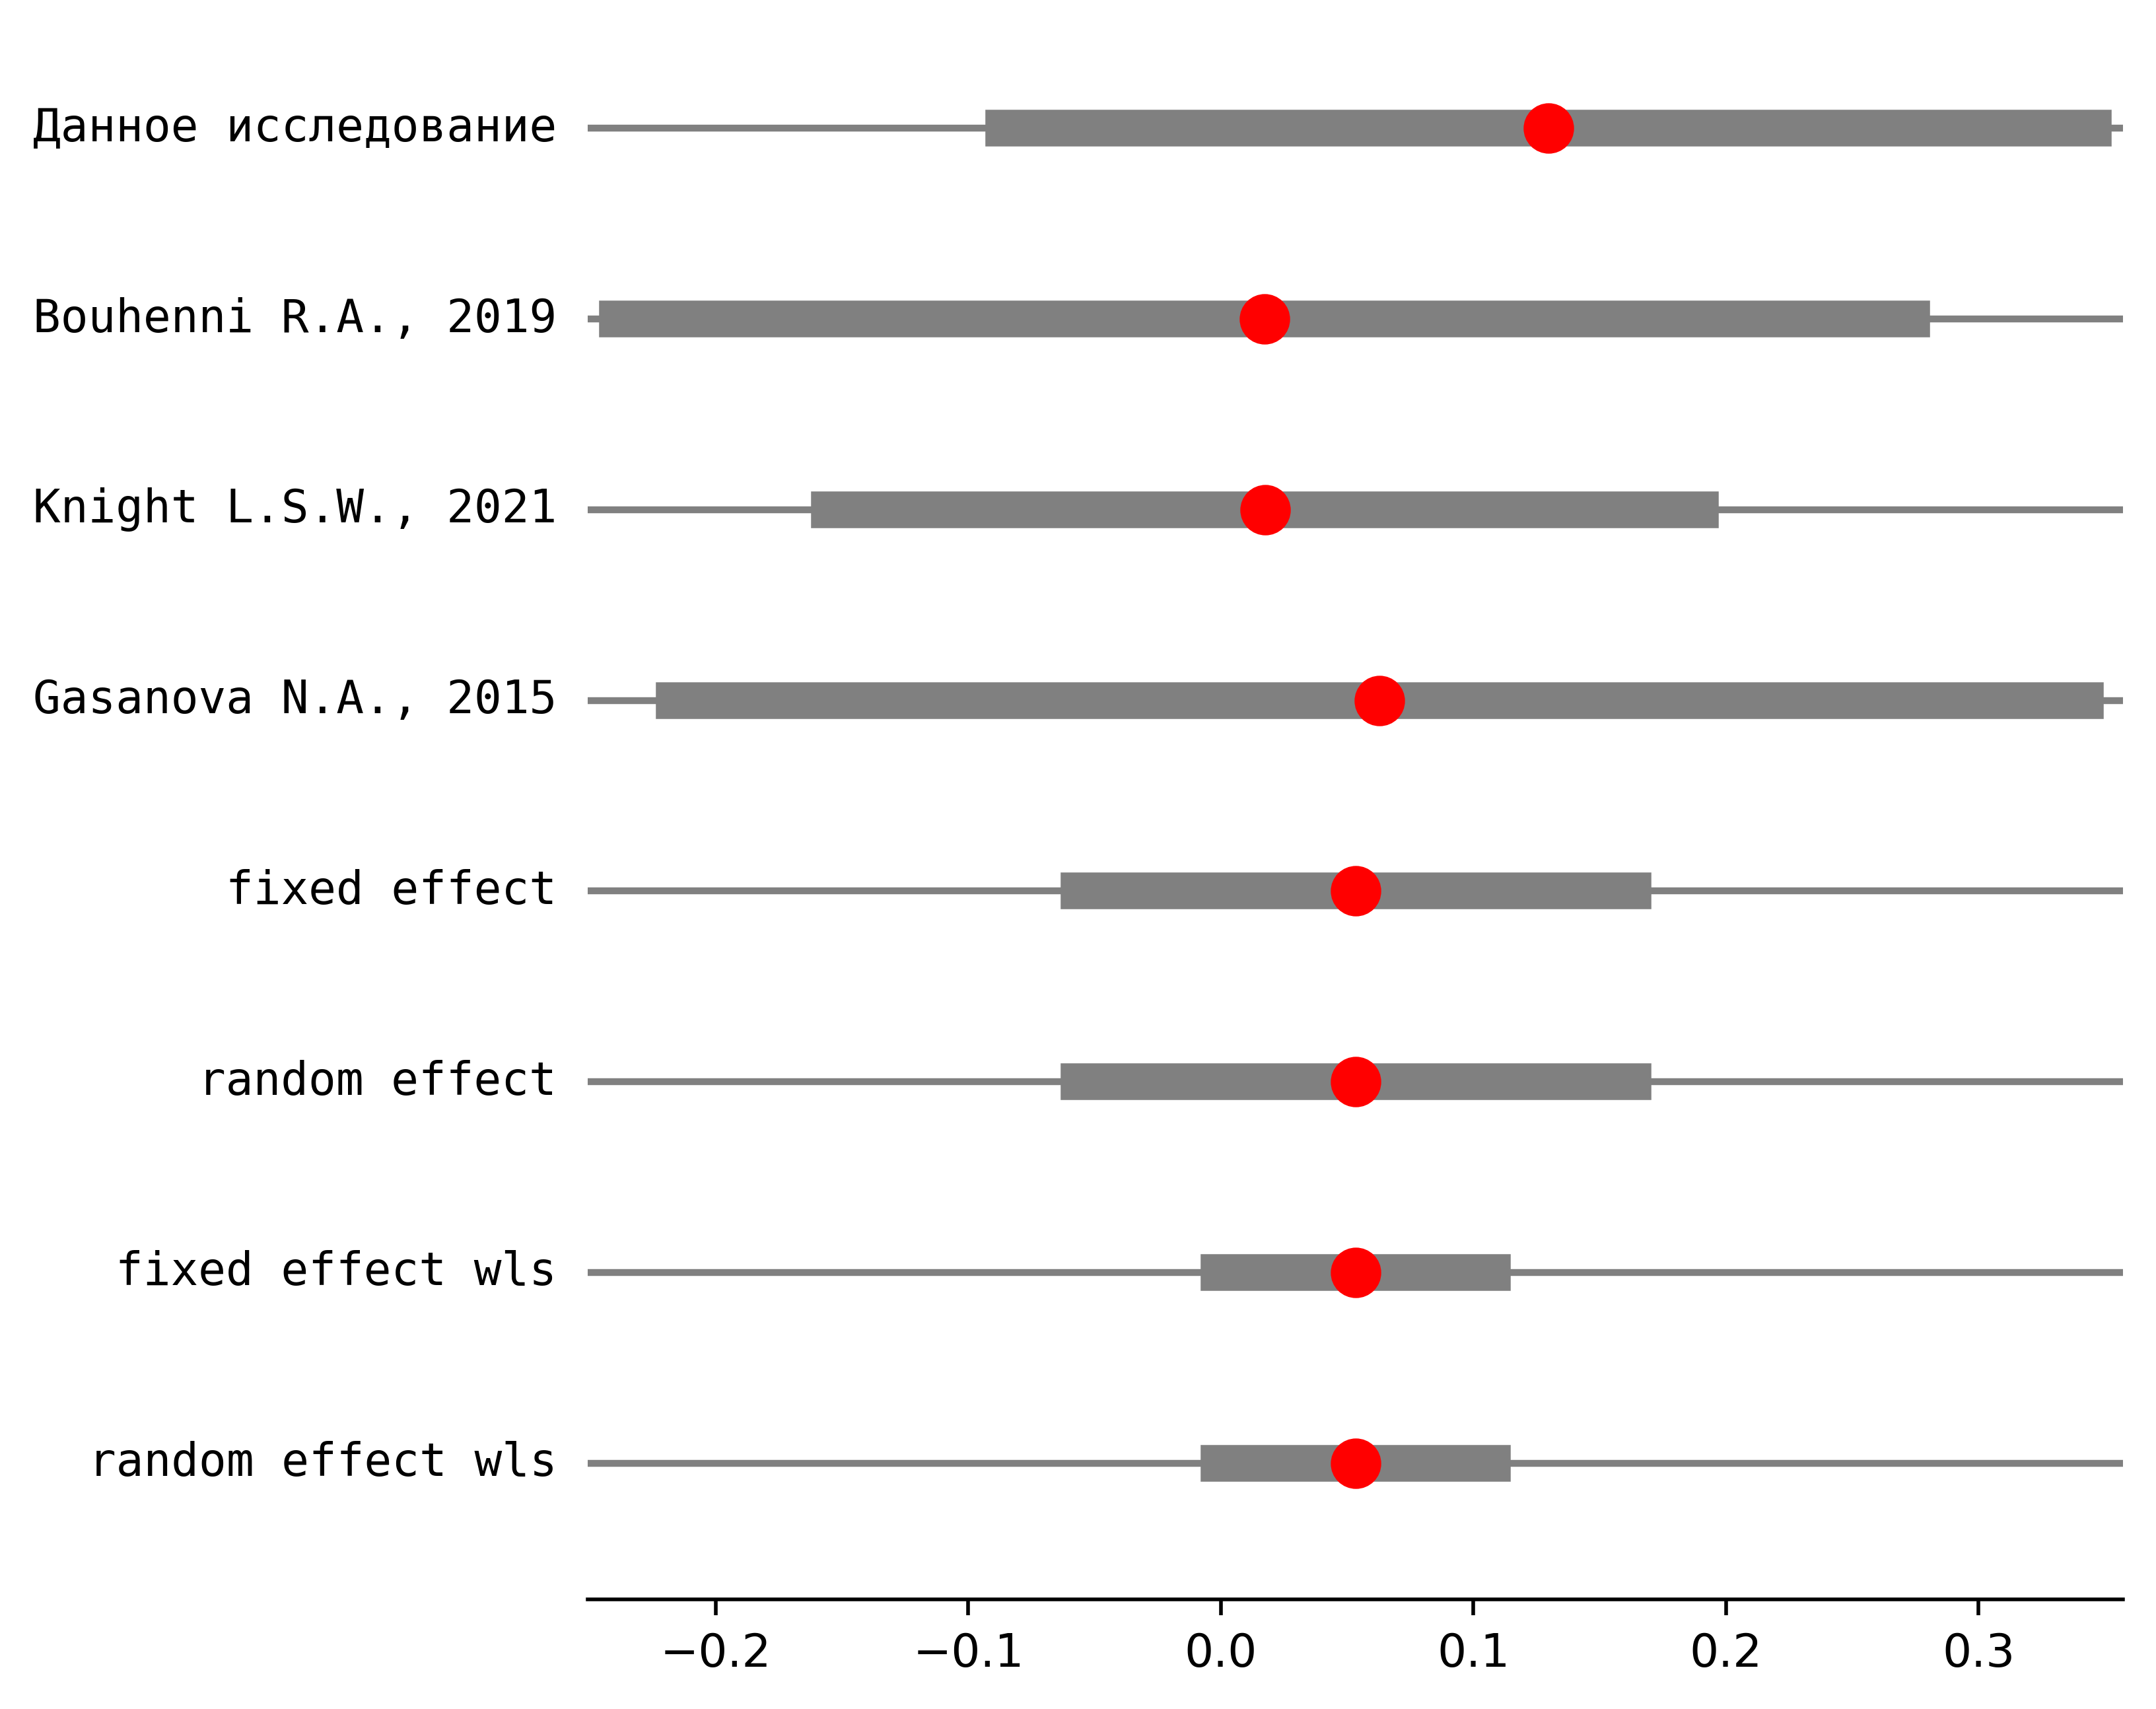 Данное исследование
Bouhenni R.A., 2019
Knight L.S.W., 2021
Gasanova N.A., 2015
fixed effect
random effect
fixed effect wls
random effect wls
−0.2 −0.1 0.0 0.1 0.2 0.3